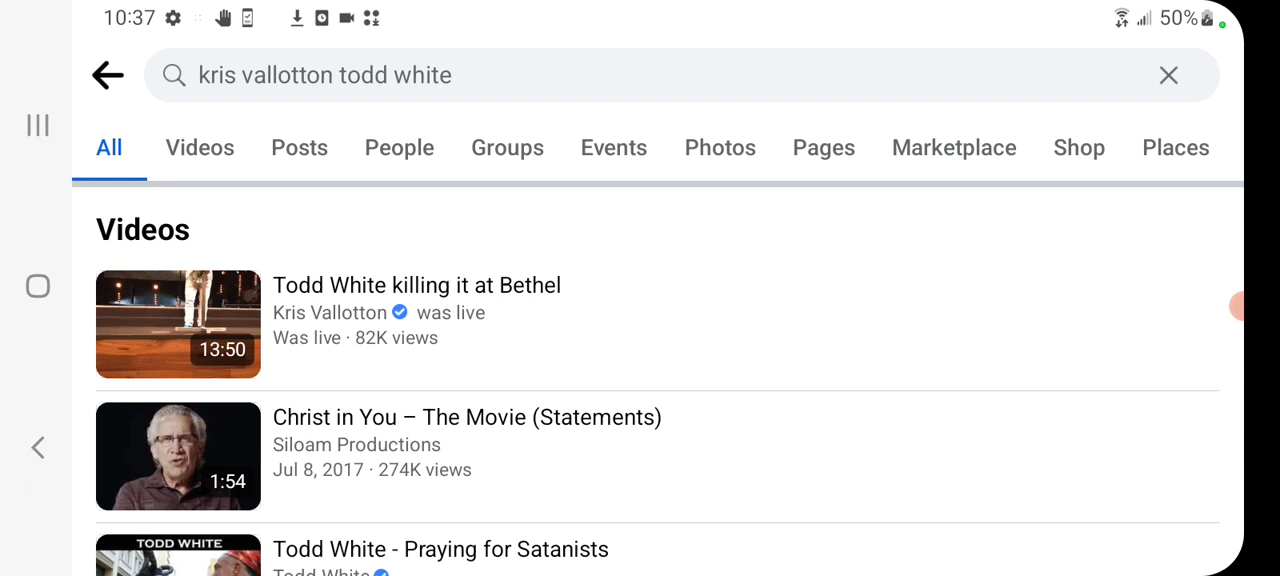 10:37
50%
kris vallotton todd white
All Videos Posts People Groups Events Photos Pages Marketplace Shop Places
Videos
Todd White killing it at Bethel
Kris Vallotton was live
Was live · 82K views
13:50
Christ in You – The Movie (Statements)
Siloam Productions
Jul 8, 2017 · 274K views
1:54
TODD WHITE
Todd White - Praying for Satanists
Todd White